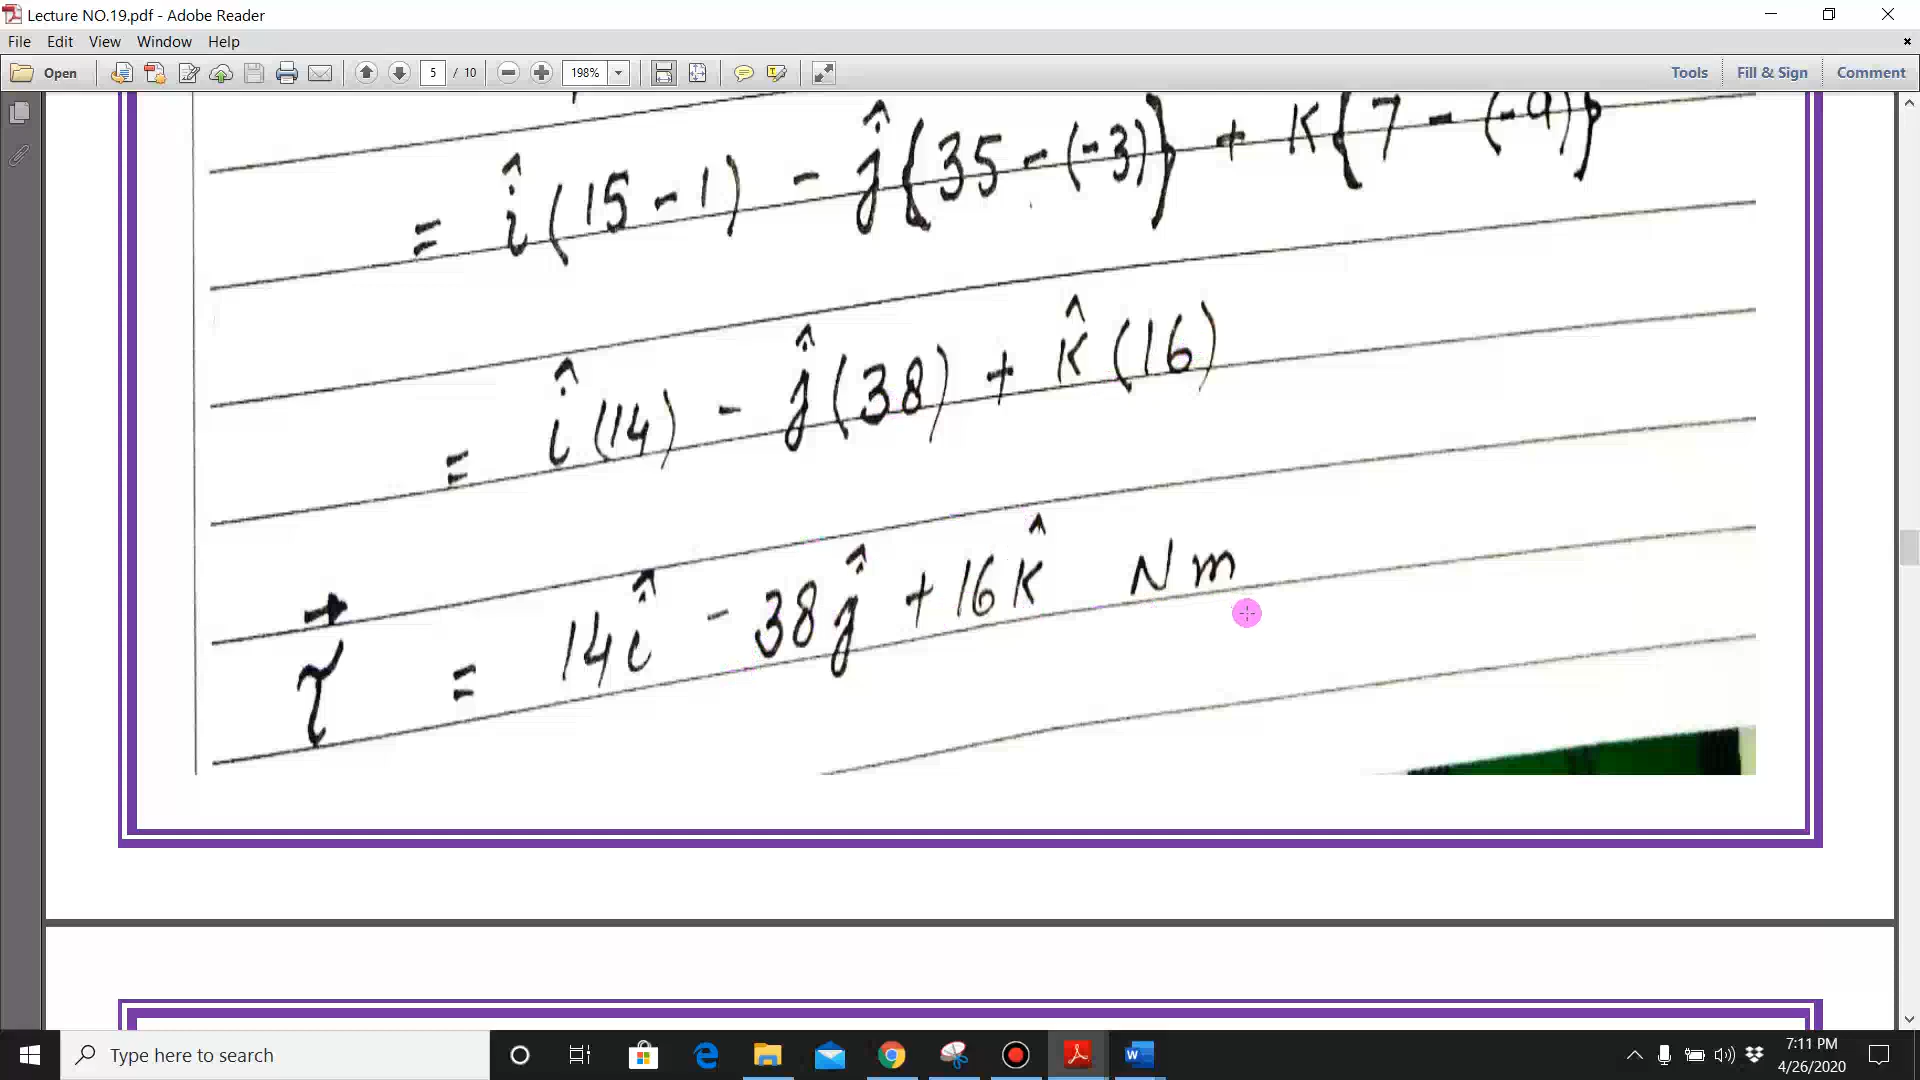 Lecture NO.19.pdf - Adobe Reader
File Edit View Window Help
Open 5 / 10 198% Tools Fill & Sign Comment
= î(15 - 1) - ĵ{35 - (-3)} + K{7 - (-9)}
= î(14) - ĵ(38) + k̂(16)
τ⃗ = 14î - 38ĵ + 16k̂ Nm
Type here to search
7:11 PM
4/26/2020